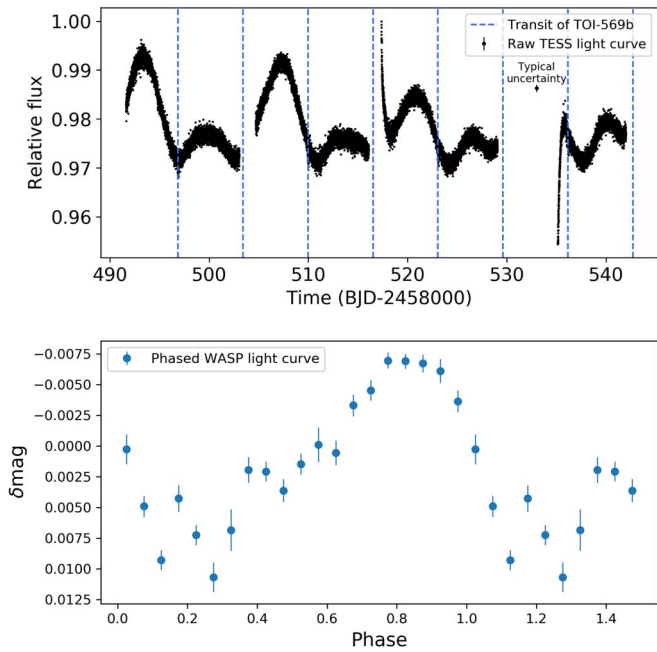 Transit of TOI-569b
Raw TESS light curve
Typical
uncertainty
1.00
0.99
0.98
0.97
0.96
Relative flux
490 500 510 520 530 540
Time (BJD-2458000)
Phased WASP light curve
−0.0075
−0.0050
−0.0025
0.0000
0.0025
0.0050
0.0075
0.0100
0.0125
δmag
0.0 0.2 0.4 0.6 0.8 1.0 1.2 1.4
Phase